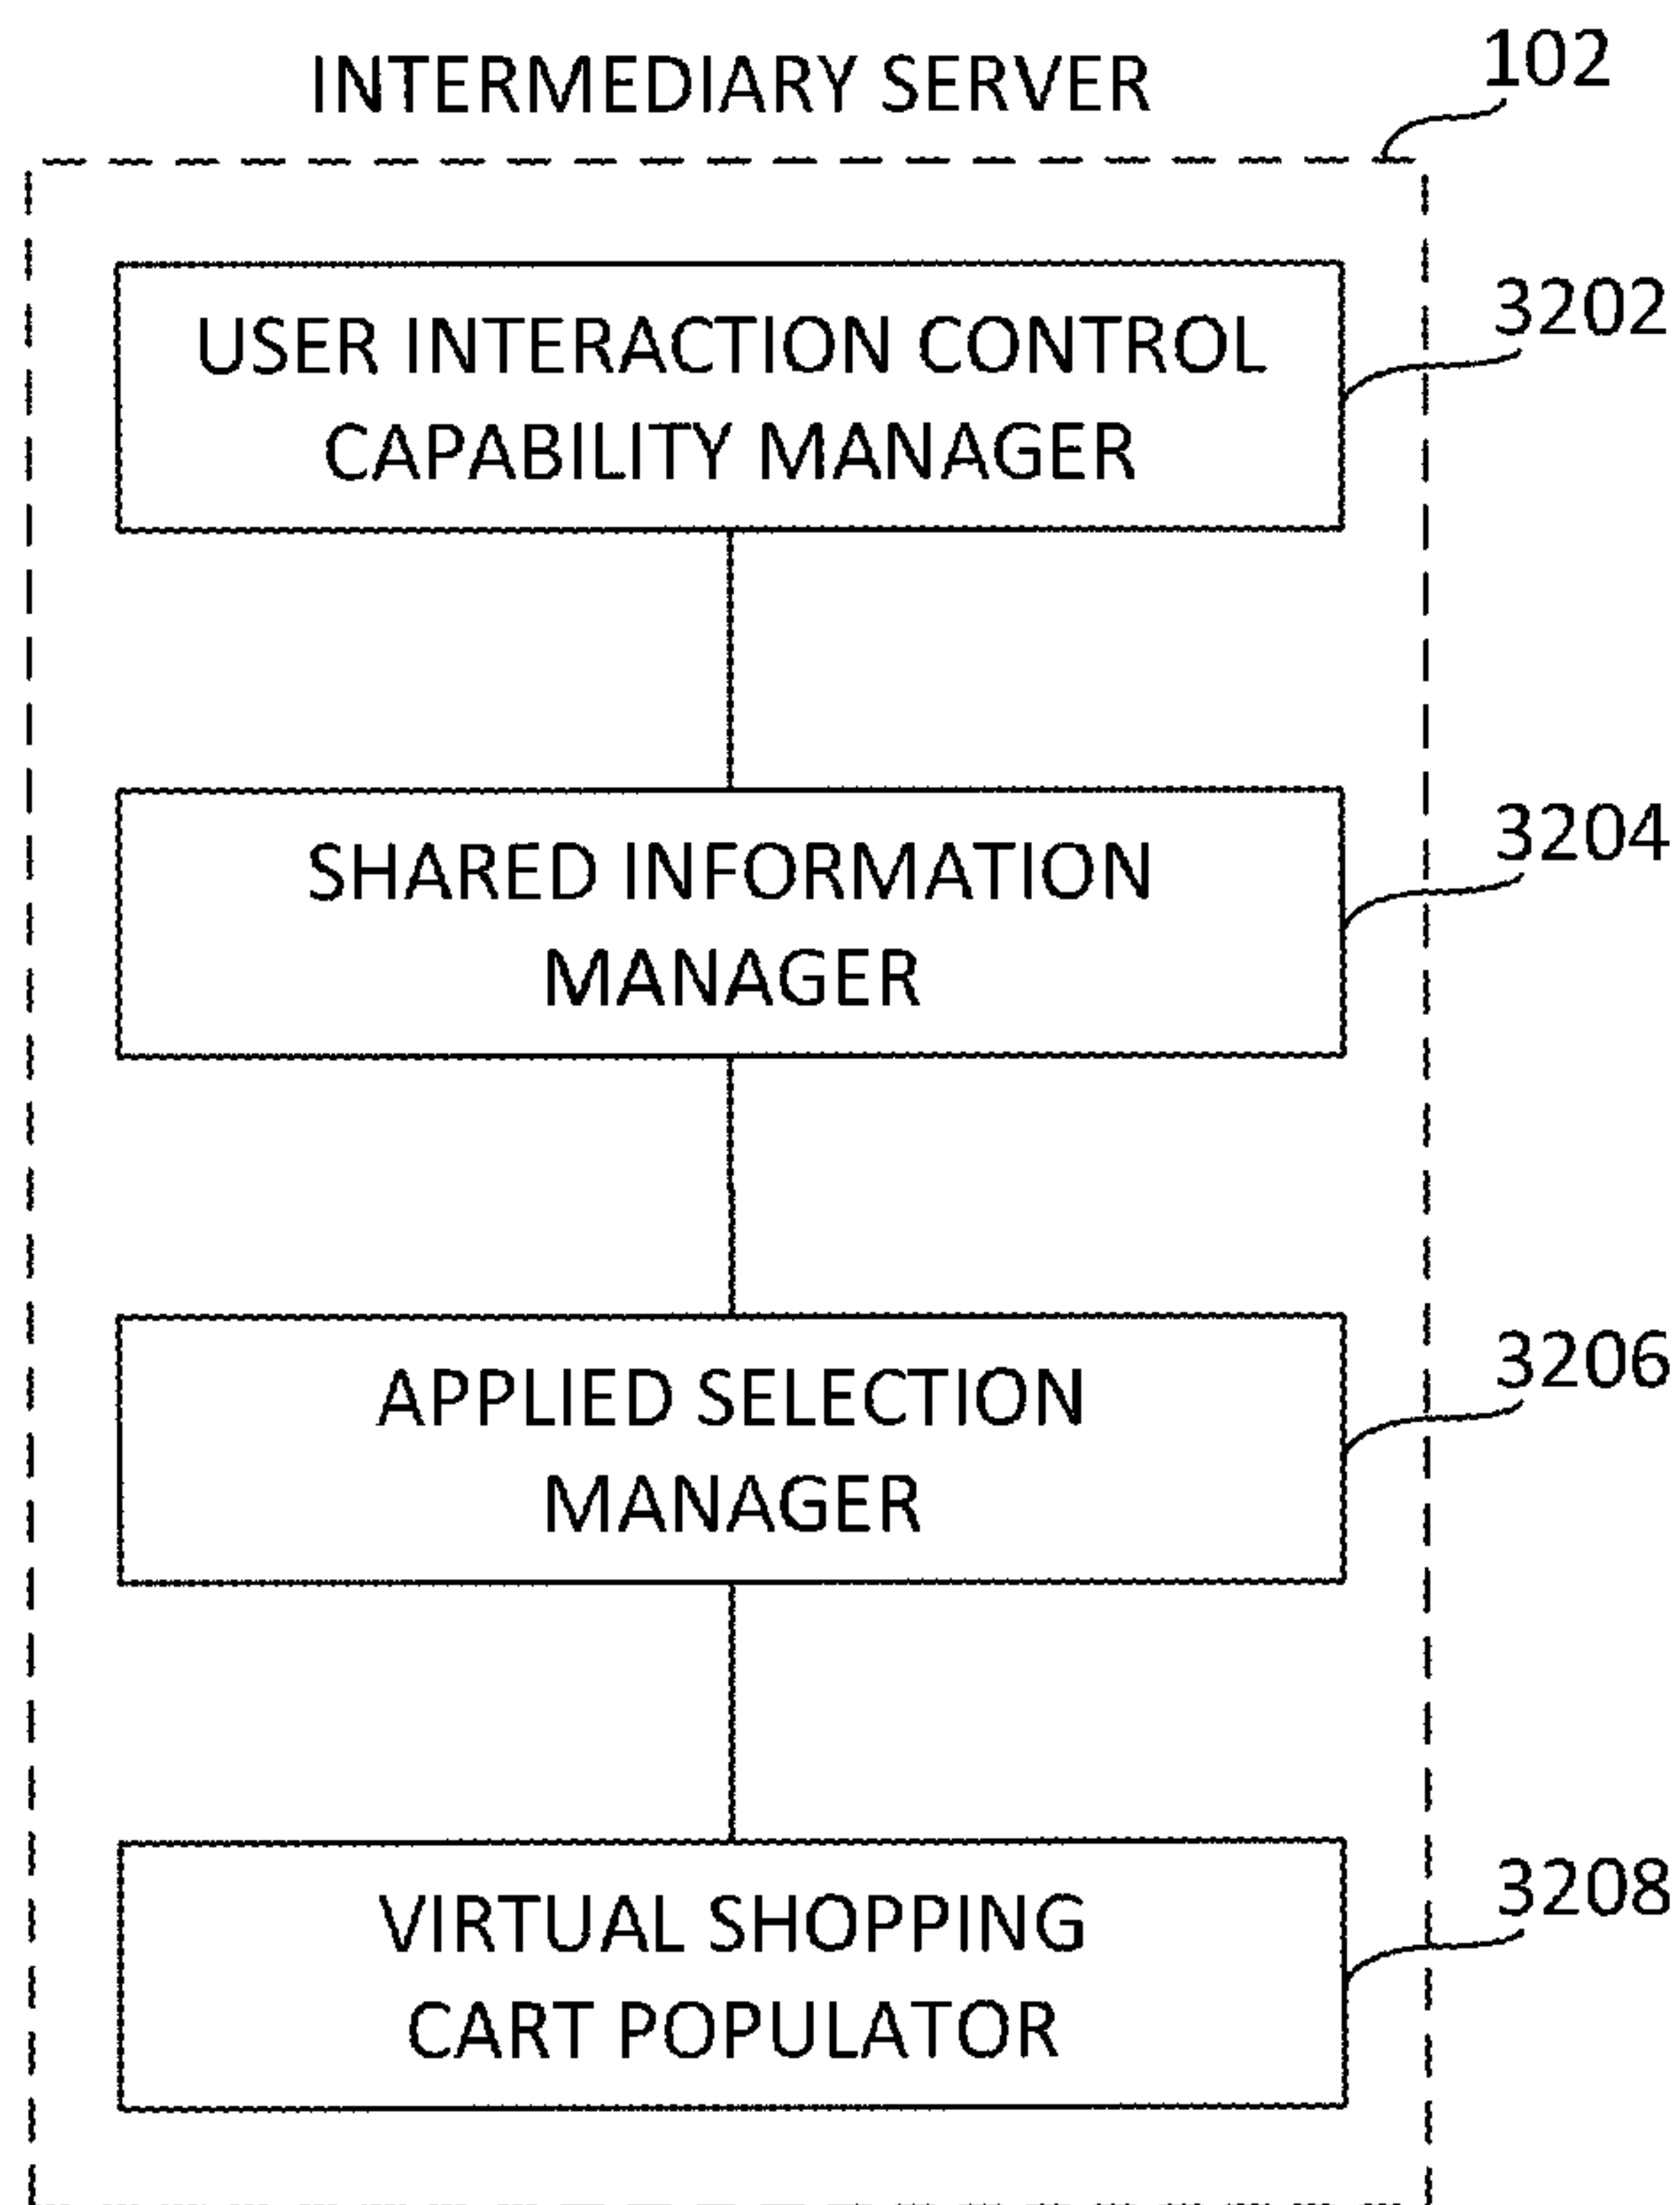 102
INTERMEDIARY SERVER
3202
USER INTERACTION CONTROL
CAPABILITY MANAGER
3204
SHARED INFORMATION
MANAGER
3206
APPLIED SELECTION
MANAGER
3208
VIRTUAL SHOPPING
CART POPULATOR